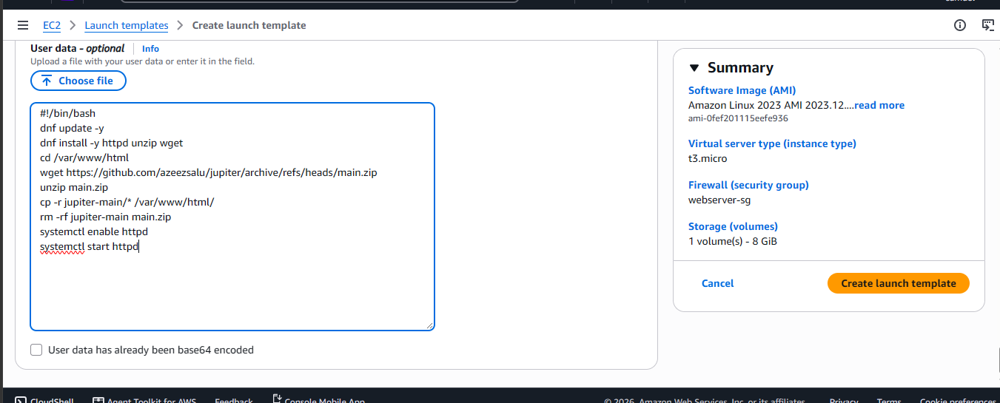 EC2 > Launch templates > Create launch template
User data - optional | Info
Upload a file with your user data or enter it in the field.
Choose file
#!/bin/bash
dnf update -y
dnf install -y httpd unzip wget
cd /var/www/html
wget https://github.com/azeezsalu/jupiter/archive/refs/heads/main.zip
unzip main.zip
cp -r jupiter-main/* /var/www/html/
rm -rf jupiter-main main.zip
systemctl enable httpd
systemctl start httpd
User data has already been base64 encoded
Summary
Software Image (AMI)
Amazon Linux 2023 AMI 2023.12....read more
ami-0fef201115eefe936
Virtual server type (instance type)
t3.micro
Firewall (security group)
webserver-sg
Storage (volumes)
1 volume(s) - 8 GiB
Cancel
Create launch template
CloudShell
Agent Toolkit for AWS
Feedback
Console Mobile App
© 2026, Amazon Web Services, Inc. or its affiliates.
Privacy
Terms
Cookie preferences